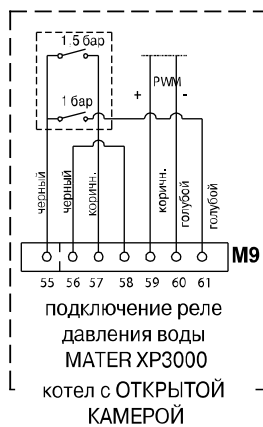 1.5 бар
1 бар
PWM
+ -
черный
черный
коричн.
коричн.
голубой
голубой
M9
55 56 57 58 59 60 61
подключение реле
давления воды
MATER XP3000
котел с ОТКРЫТОЙ
КАМЕРОЙ